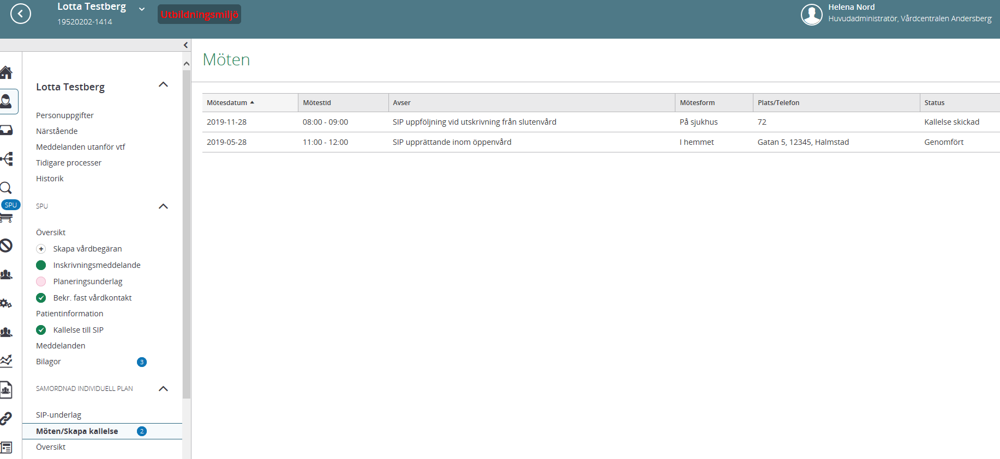 Lotta Testberg
19520202-1414
Utbildningsmiljö
Helena Nord
Huvudadministratör, Vårdcentralen Andersberg
Lotta Testberg
Personuppgifter
Närstående
Meddelanden utanför vtf
Tidigare processer
Historik
SPU
SPU
Översikt
Skapa vårdbegäran
Inskrivningsmeddelande
Planeringsunderlag
Bekr. fast vårdkontakt
Patientinformation
Kallelse till SIP
Meddelanden
Bilagor 3
SAMORDNAD INDIVIDUELL PLAN
SIP-underlag
Möten/Skapa kallelse 2
Översikt
Möten
Mötesdatum Mötestid Avser Mötesform Plats/Telefon Status
2019-11-28 08:00 - 09:00 SIP uppföljning vid utskrivning från slutenvård På sjukhus 72 Kallelse skickad
2019-05-28 11:00 - 12:00 SIP upprättande inom öppenvård I hemmet Gatan 5, 12345, Halmstad Genomfört